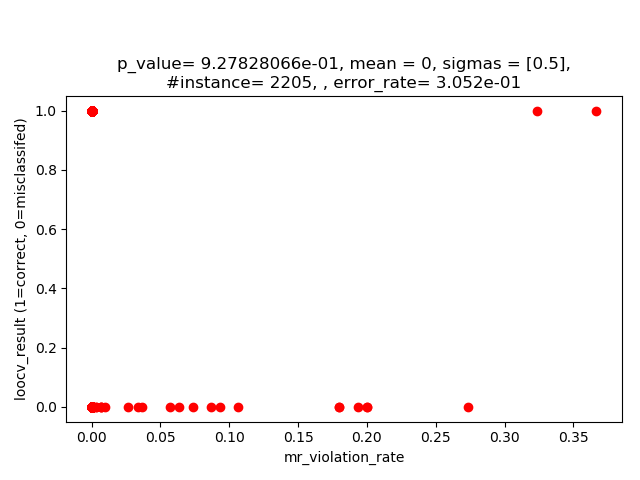 p_value= 9.27828066e-01, mean = 0, sigmas = [0.5],
#instance= 2205, , error_rate= 3.052e-01
1.0
0.8
0.6
0.4
0.2
0.0
loocv_result (1=correct, 0=misclassifed)
0.00 0.05 0.10 0.15 0.20 0.25 0.30 0.35
mr_violation_rate